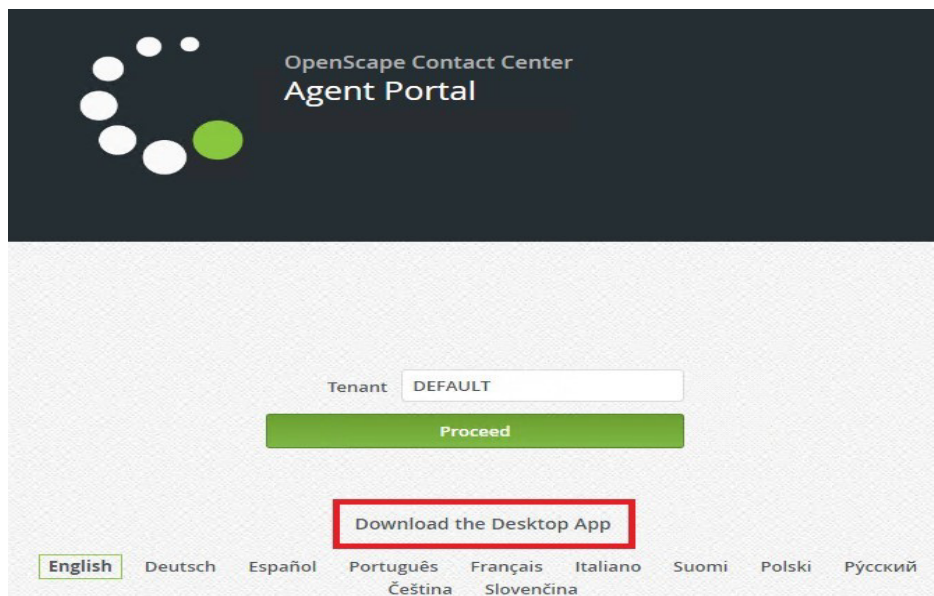 OpenScape Contact Center
Agent Portal
Tenant DEFAULT
Proceed
Download the Desktop App
English Deutsch Español Português Français Italiano Suomi Polski Рýсский
Čeština Slovenčina